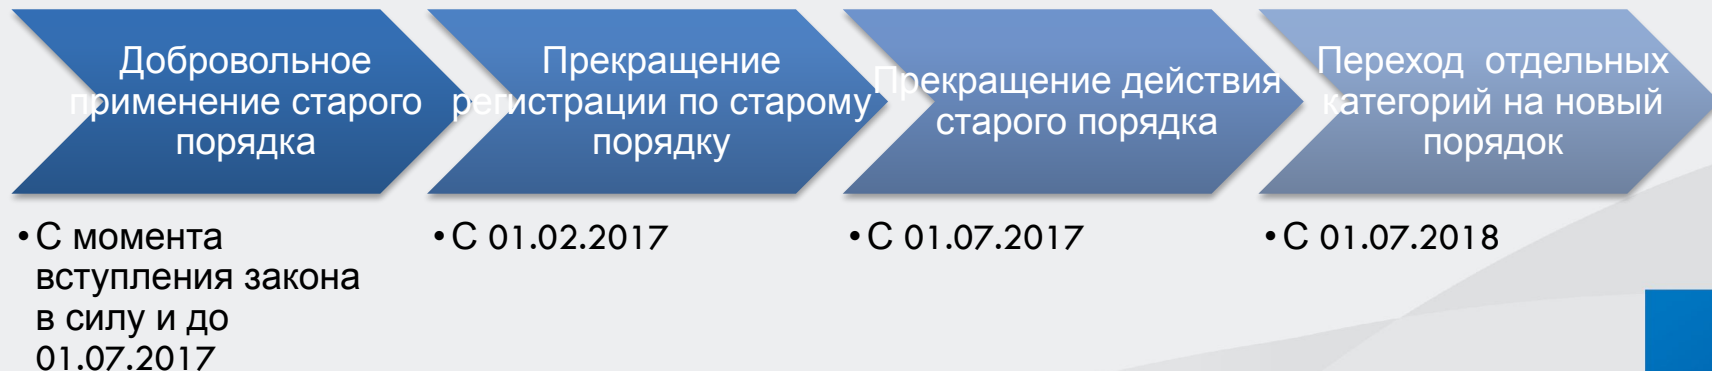 Добровольное
применение старого
порядка
Прекращение
регистрации по старому
порядку
Прекращение действия
старого порядка
Переход отдельных
категорий на новый
порядок
• С момента
вступления закона
в силу и до
01.07.2017
• С 01.02.2017
• С 01.07.2017
• С 01.07.2018